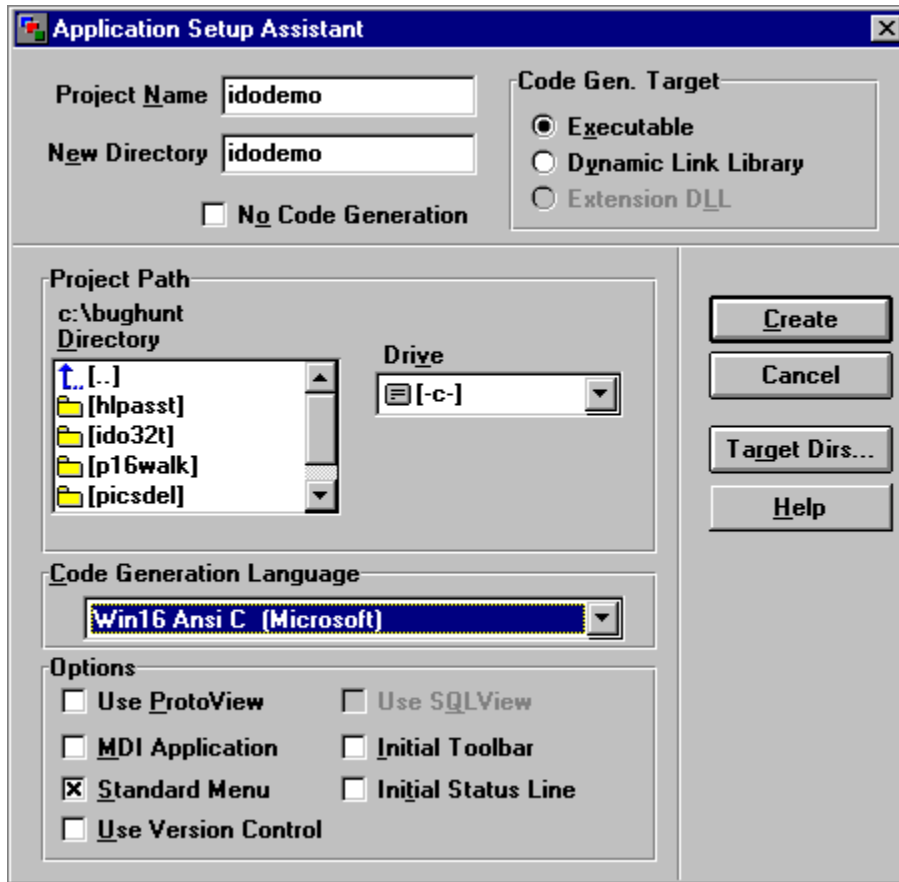 Application Setup Assistant
Project Name idodemo
New Directory idodemo
No Code Generation
Code Gen. Target
Executable
Dynamic Link Library
Extension DLL
Project Path
c:\bughunt
Directory
[..]
[hlpasst]
[ido32t]
[p16walk]
[picsdel]
Drive
[-c-]
Create
Cancel
Target Dirs...
Help
Code Generation Language
Win16 Ansi C (Microsoft)
Options
Use ProtoView
Use SQLView
MDI Application
Initial Toolbar
Standard Menu
Initial Status Line
Use Version Control